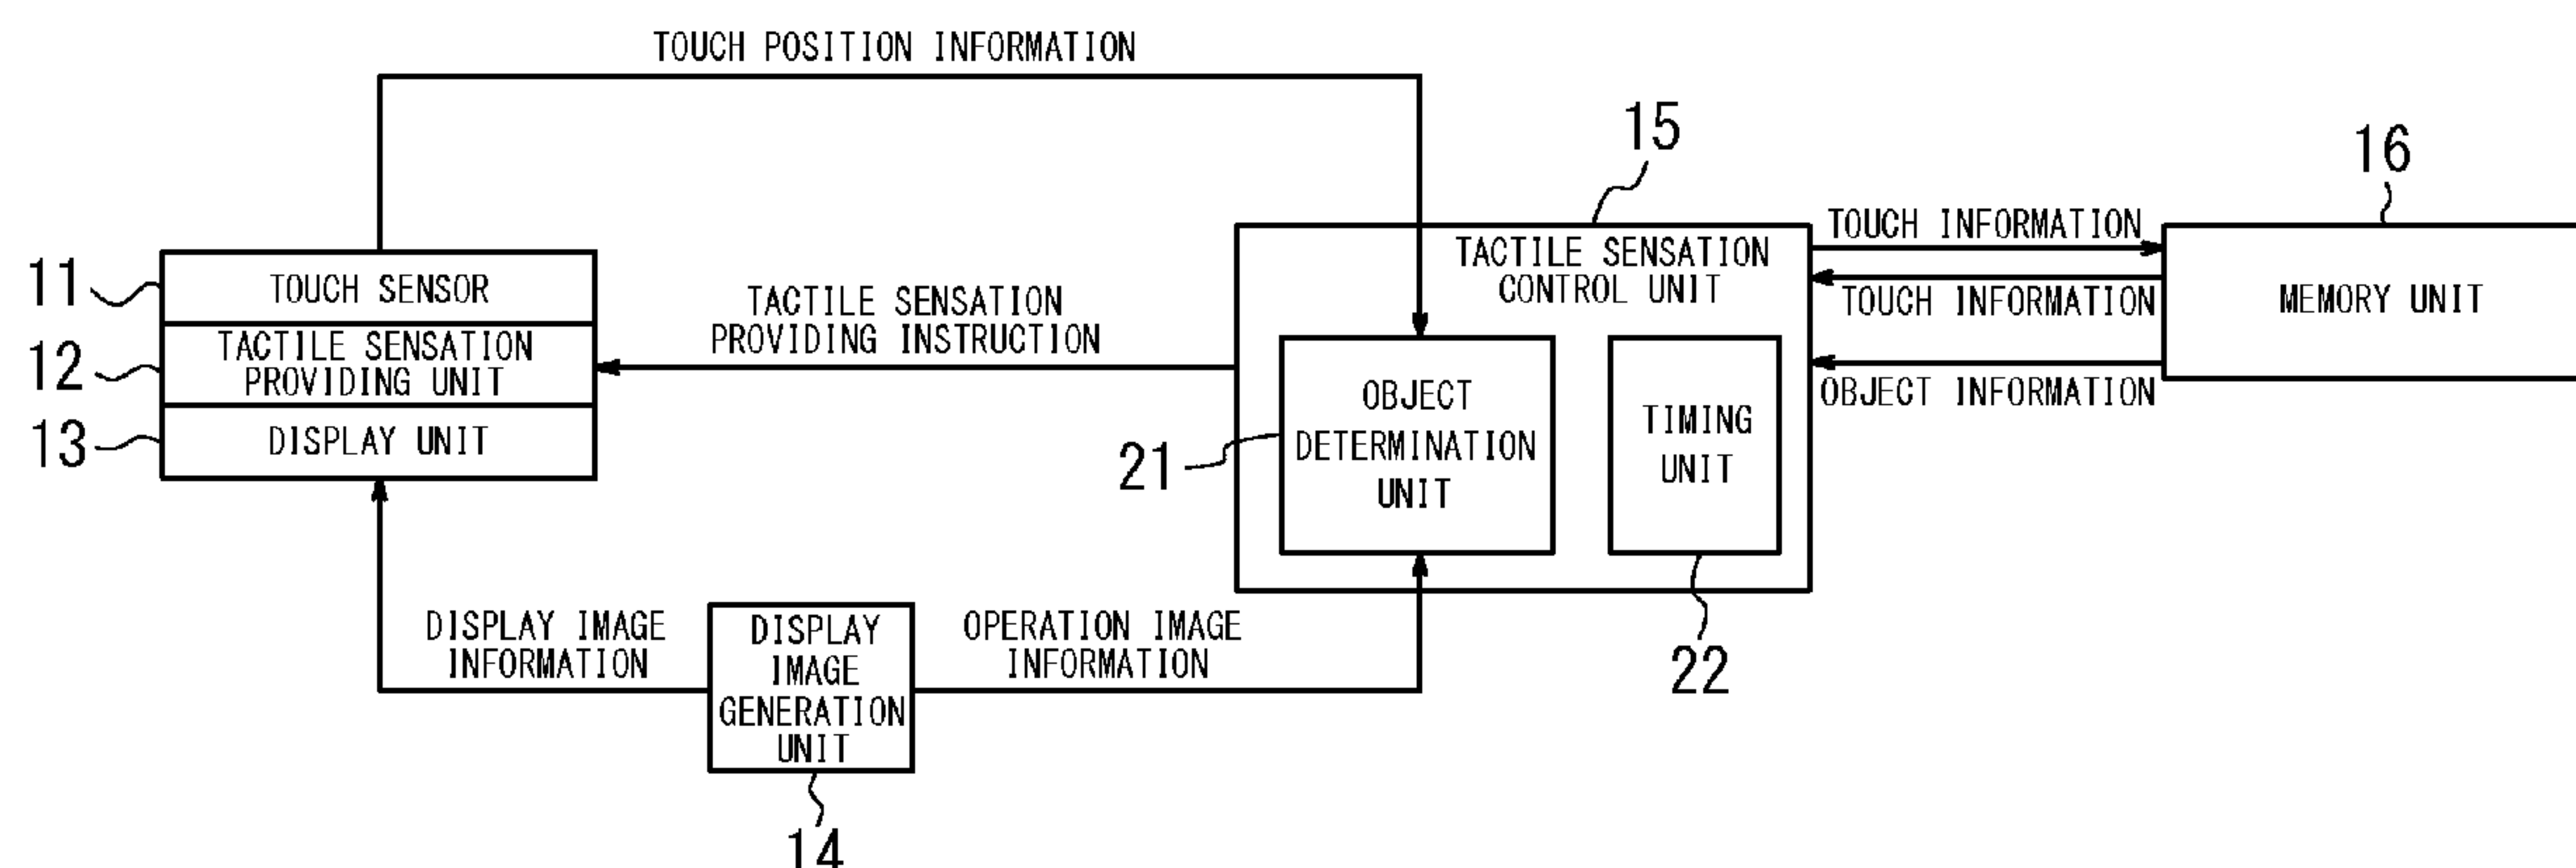 TOUCH POSITION INFORMATION
15
16
TOUCH INFORMATION
TACTILE SENSATION
CONTROL UNIT
11
TOUCH SENSOR
TACTILE SENSATION
PROVIDING INSTRUCTION
TOUCH INFORMATION
MEMORY UNIT
12
TACTILE SENSATION
PROVIDING UNIT
OBJECT INFORMATION
13
DISPLAY UNIT
21
OBJECT
DETERMINATION
UNIT
TIMING
UNIT
22
DISPLAY IMAGE
INFORMATION
DISPLAY
IMAGE
GENERATION
UNIT
OPERATION IMAGE
INFORMATION
14